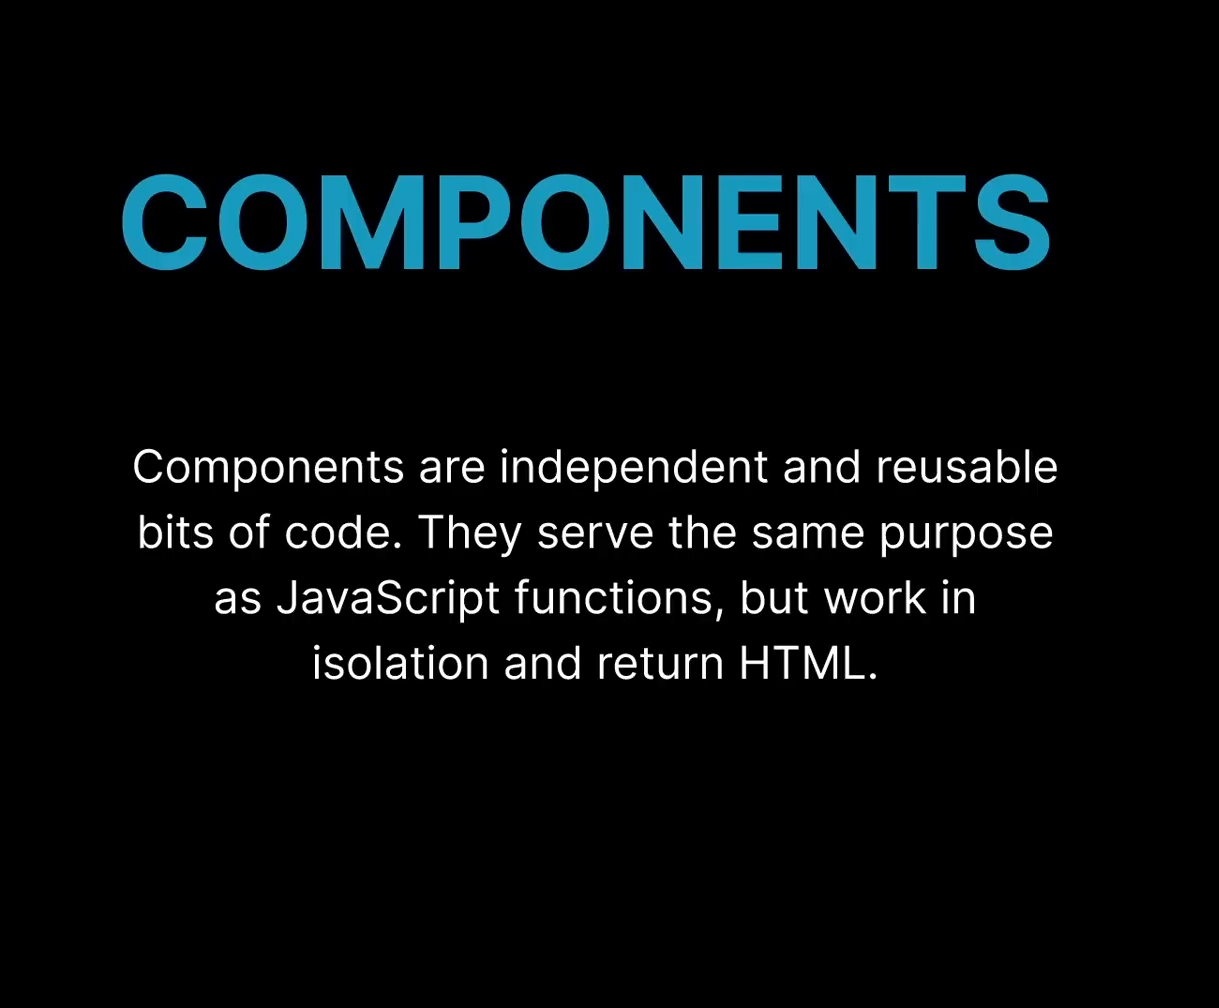 COMPONENTS
Components are independent and reusable
bits of code. They serve the same purpose
as JavaScript functions, but work in
isolation and return HTML.